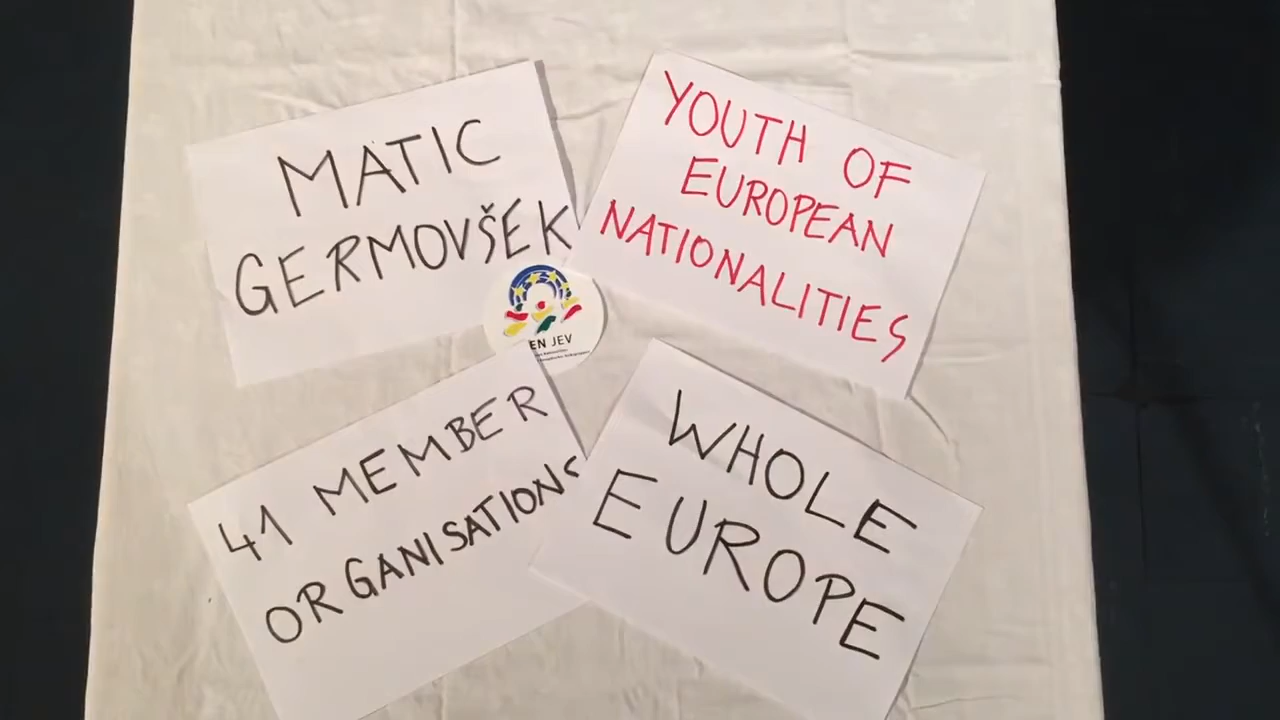 MATIC
GERMOVŠEK
YOUTH OF
EUROPEAN
NATIONALITIES
EN JEV
41 MEMBER
ORGANISATIONS
WHOLE
EUROPE